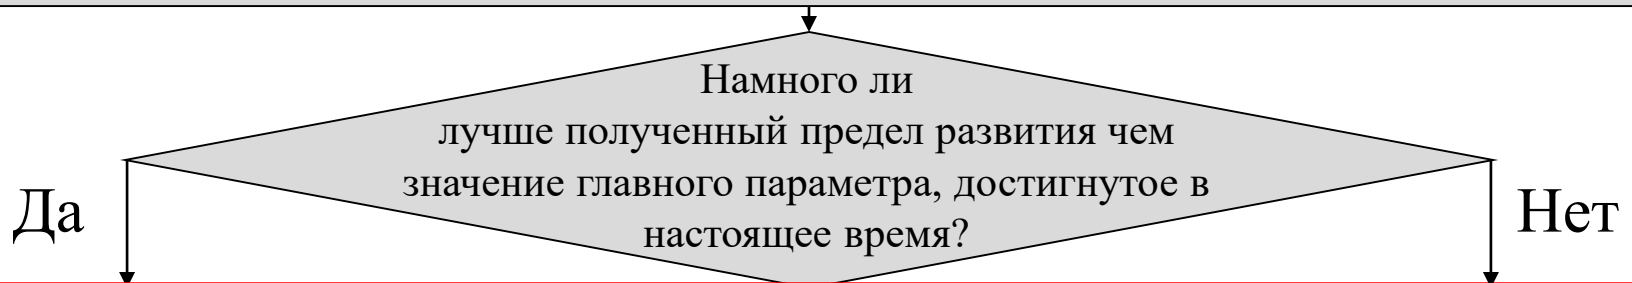 Намного ли
лучше полученный предел развития чем
значение главного параметра, достигнутое в
настоящее время?
Да
Нет